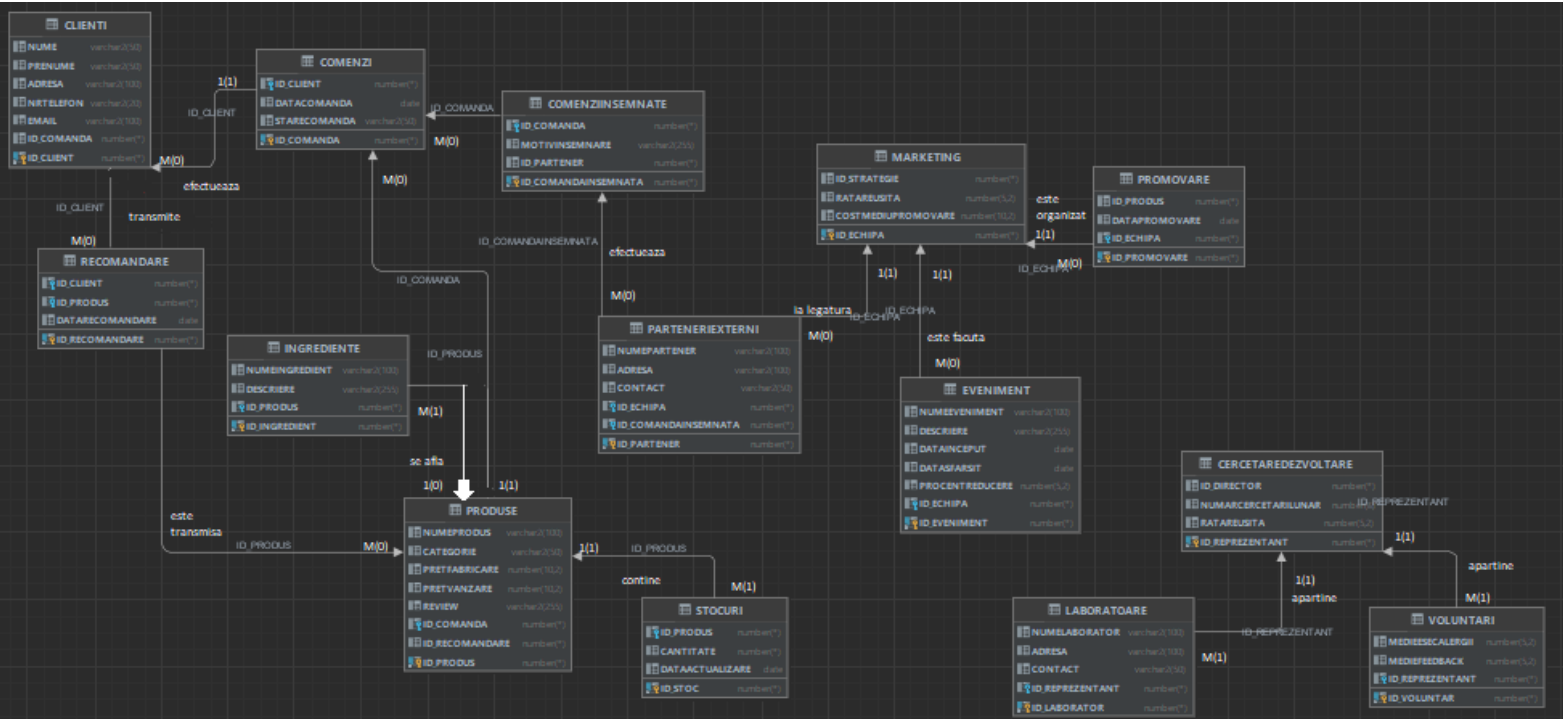 CLIENTI
NUME varchar2(50)
PRENUME varchar2(50)
ADRESA varchar2(100)
NRTELEFON varchar2(20)
EMAIL varchar2(100)
ID_COMANDA number(*)
ID_CLIENT number(*)
1(1)
ID_CLIENT
M(0)
efectueaza
COMENZI
ID_CLIENT number(*)
DATACOMANDA date
STARECOMANDA varchar2(50)
ID_COMANDA number(*)
ID_COMANDA
M(0)
M(0)
COMENZIINSEMNATE
ID_COMANDA number(*)
MOTIVINSEMNARE varchar2(255)
ID_PARTENER number(*)
ID_COMANDAINSEMNATA number(*)
MARKETING
ID_STRATEGIE number(*)
RATAREUSITA number(5,2)
COSTMEDIUPROMOVARE number(10,2)
ID_ECHIPA number(*)
este
organizat
1(1)
ID_ECHIPA
M(0)
PROMOVARE
ID_PRODUS number(*)
DATAPROMOVARE date
ID_ECHIPA number(*)
ID_PROMOVARE number(*)
ID_CLIENT
transmite
M(0)
RECOMANDARE
ID_CLIENT number(*)
ID_PRODUS number(*)
DATARECOMANDARE date
ID_RECOMANDARE number(*)
ID_COMANDAINSEMNATA
efectueaza
M(0)
ID_COMANDA
1(1)
1(1)
ia legatura
ID_ECHIPA
ID_ECHIPA
M(0)
este facuta
M(0)
INGREDIENTE
NUMEINGREDIENT varchar2(100)
DESCRIERE varchar2(255)
ID_PRODUS number(*)
ID_INGREDIENT number(*)
ID_PRODUS
M(1)
se afla
1(0)
1(1)
PARTENERIEXTERNI
NUMEPARTENER varchar2(100)
ADRESA varchar2(100)
CONTACT varchar2(50)
ID_ECHIPA number(*)
ID_COMANDAINSEMNATA number(*)
ID_PARTENER number(*)
EVENIMENT
NUMEEVENIMENT varchar2(100)
DESCRIERE varchar2(255)
DATAINCEPUT date
DATASFARSIT date
PROCENTREDUCERE number(5,2)
ID_ECHIPA number(*)
ID_EVENIMENT number(*)
CERCETAREDEZVOLTARE
ID_DIRECTOR number(*)
NUMARCERCETARILUNAR
RATAREUSITA number(5,2)
ID_REPREZENTANT number(*)
ID_REPREZENTANT
1(1)
apartine
M(1)
1(1)
apartine
este
transmisa
ID_PRODUS
M(0)
PRODUSE
NUMEPRODUS varchar2(100)
CATEGORIE varchar2(50)
PRETFABRICARE number(10,2)
PRETVANZARE number(10,2)
REVIEW varchar2(255)
ID_COMANDA number(*)
ID_RECOMANDARE number(*)
ID_PRODUS number(*)
1(1)
ID_PRODUS
contine
M(1)
STOCURI
ID_PRODUS number(*)
CANTITATE number(*)
DATAACTUALIZARE date
ID_STOC number(*)
LABORATOARE
NUMELABORATOR varchar2(100)
ADRESA varchar2(100)
CONTACT varchar2(50)
ID_REPREZENTANT number(*)
ID_LABORATOR number(*)
ID_REPREZENTANT
M(1)
VOLUNTARI
MEDIEESECALERGII number(5,2)
MEDIEFEEDBACK number(5,2)
ID_REPREZENTANT number(*)
ID_VOLUNTAR number(*)